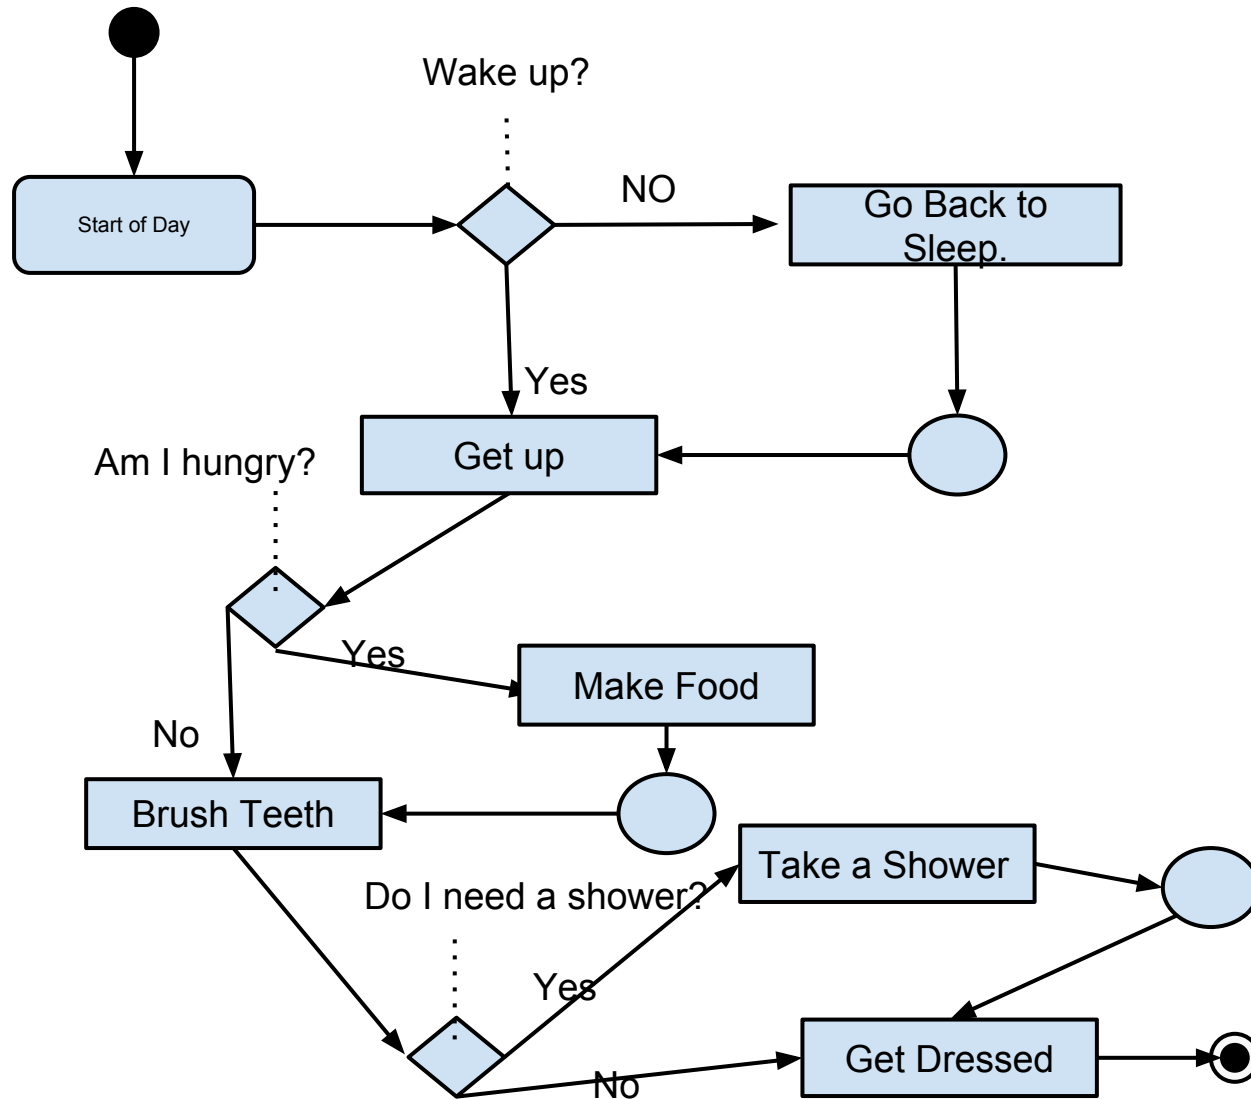 Wake up?
NO
Start of Day
Go Back to
Sleep.
Yes
Get up
Am I hungry?
Yes
Make Food
No
Brush Teeth
Take a Shower
Do I need a shower?
Yes
Get Dressed
No